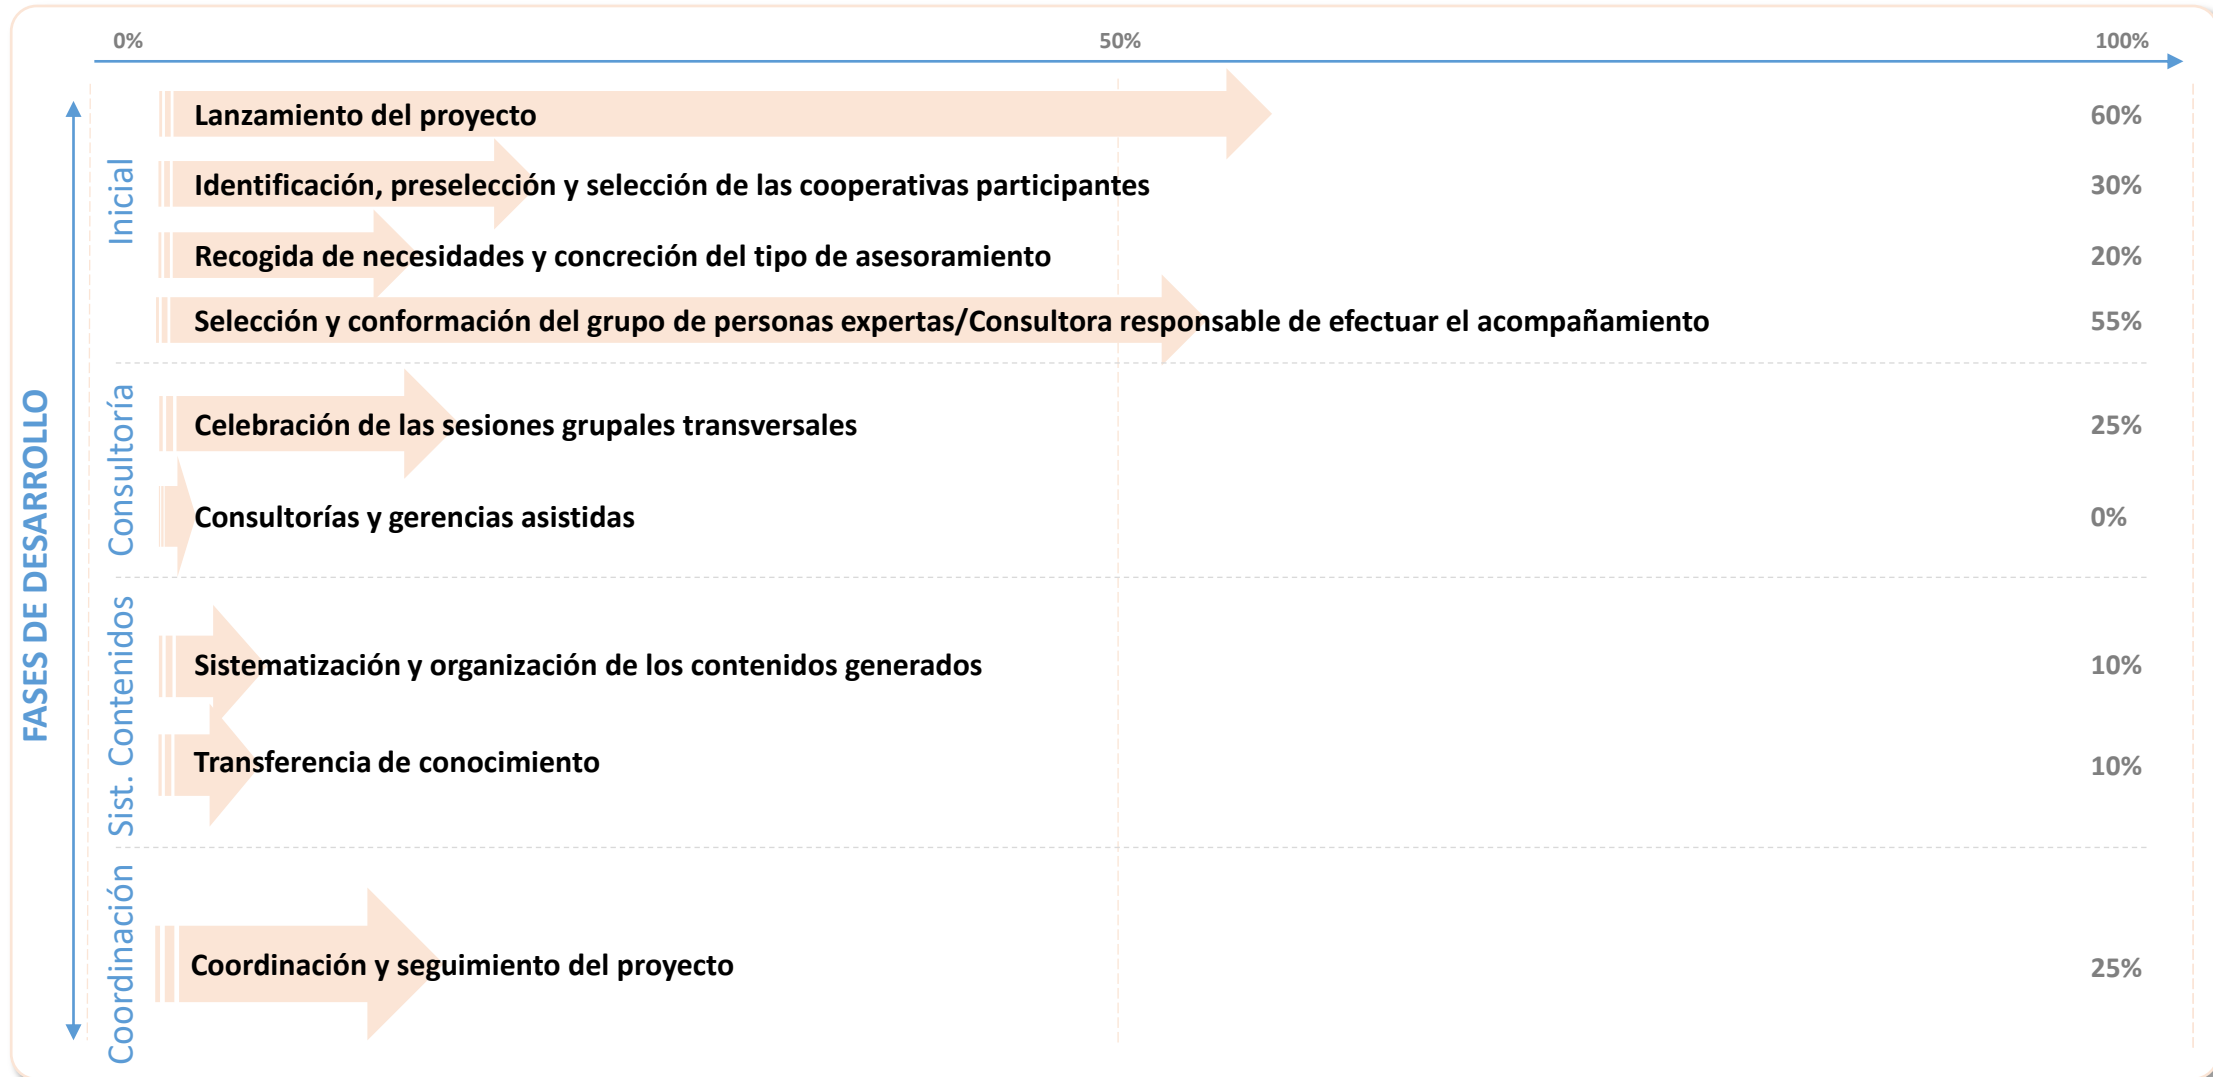 0% 50% 100%
FASES DE DESARROLLO
Inicial
Lanzamiento del proyecto 60%
Identificación, preselección y selección de las cooperativas participantes 30%
Recogida de necesidades y concreción del tipo de asesoramiento 20%
Selección y conformación del grupo de personas expertas/Consultora responsable de efectuar el acompañamiento 55%
Consultoría
Celebración de las sesiones grupales transversales 25%
Consultorías y gerencias asistidas 0%
Sist. Contenidos
Sistematización y organización de los contenidos generados 10%
Transferencia de conocimiento 10%
Coordinación
Coordinación y seguimiento del proyecto 25%